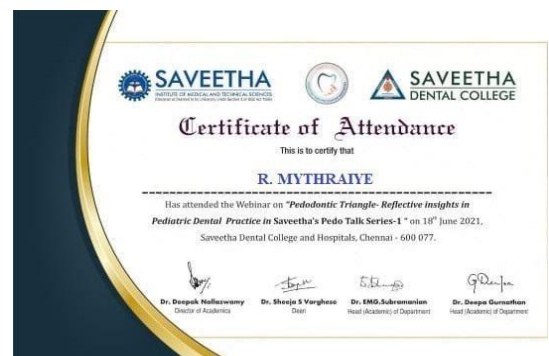 SAVEETHA
INSTITUTE OF MEDICAL AND TECHNICAL SCIENCES
SAVEETHA
DENTAL COLLEGE
Certificate of Attendance
This is to certify that
R. MYTHRAIYE
Has attended the Webinar on "Pedodontic Triangle- Reflective insights in
Pediatric Dental Practice in Saveetha's Pedo Talk Series-1 " on 18th June 2021,
Saveetha Dental College and Hospitals, Chennai - 600 077.
Dr. Deepak Nallaswamy
Director of Academics
Dr. Sheeja S Varghese
Dean
Dr. EMG.Subramanian
Head (Academic) of Department
Dr. Deepa Gurnathan
Head (Academic) of Department